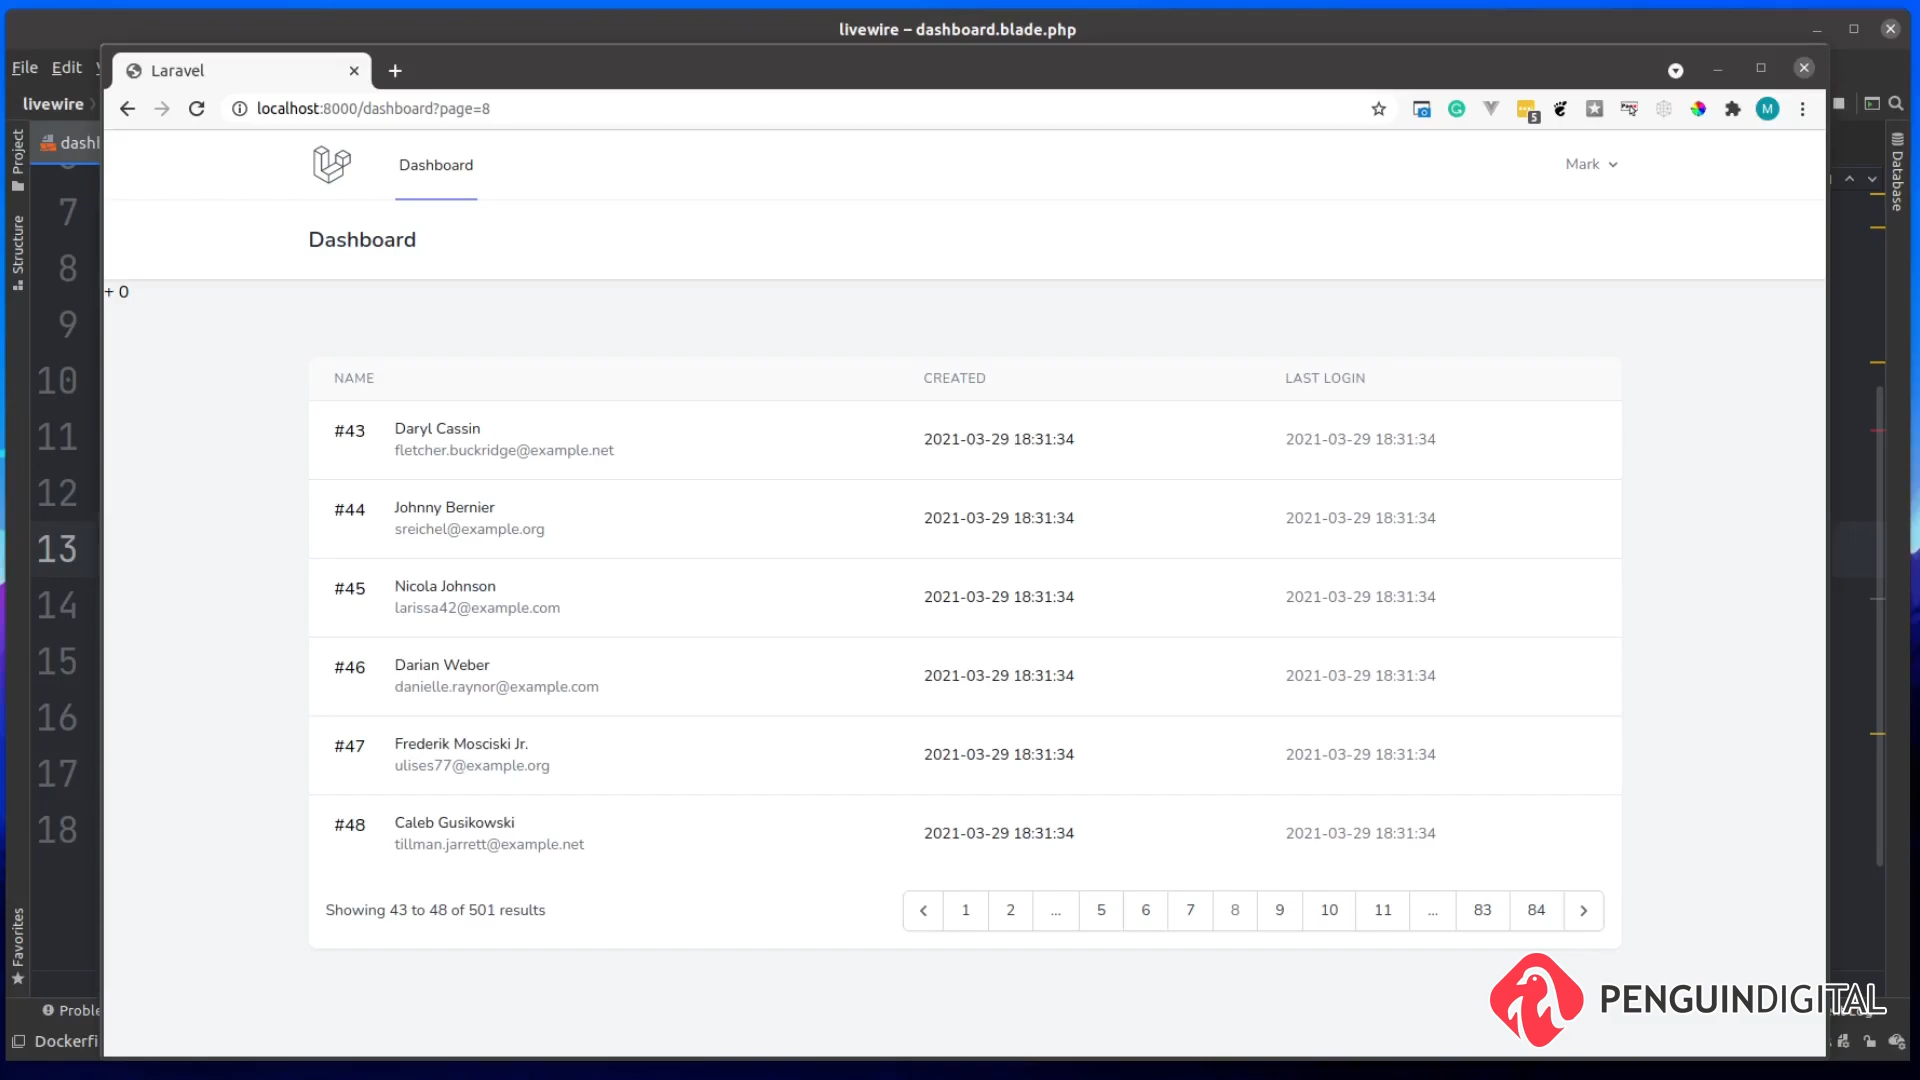 livewire – dashboard.blade.php
File Edit
Laravel
livewire
localhost:8000/dashboard?page=8
5
M
Project
Structure
Favorites
Database
7
8
9
10
11
12
13
14
15
16
17
18
Dashboard
Mark
Dashboard
+ 0
NAME CREATED LAST LOGIN
#43 Daryl Cassin
fletcher.buckridge@example.net
2021-03-29 18:31:34 2021-03-29 18:31:34
#44 Johnny Bernier
sreichel@example.org
2021-03-29 18:31:34 2021-03-29 18:31:34
#45 Nicola Johnson
larissa42@example.com
2021-03-29 18:31:34 2021-03-29 18:31:34
#46 Darian Weber
danielle.raynor@example.com
2021-03-29 18:31:34 2021-03-29 18:31:34
#47 Frederik Mosciski Jr.
ulises77@example.org
2021-03-29 18:31:34 2021-03-29 18:31:34
#48 Caleb Gusikowski
tillman.jarrett@example.net
2021-03-29 18:31:34 2021-03-29 18:31:34
Showing 43 to 48 of 501 results
1 2 ... 5 6 7 8 9 10 11 ... 83 84
PENGUINDIGITAL